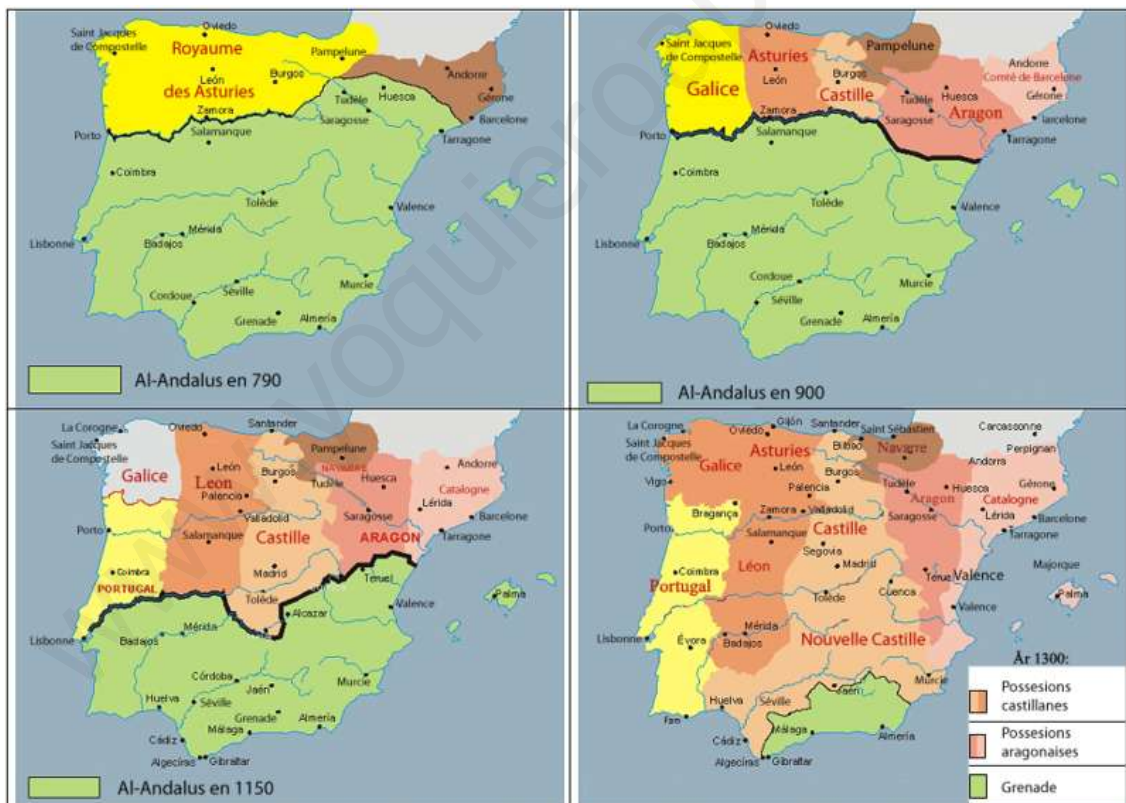 Saint Jacques
de Compostelle
Oviedo
Royaume
des Asturies
Pampelune
León
Burgos
Zamora
Andorre
Tudèle
Huesca
Gérone
Saragosse
Barcelone
Porto
Salamanque
Tarragone
Coimbra
Tolède
Valence
Lisbonne
Badajos
Mérida
Cordoue
Séville
Murcie
Grenade
Almería
Al-Andalus en 790
Saint Jacques
de Compostelle
Oviedo
Asturies
Pampelune
León
Burgos
Galice
Castille
Zamora
Andorre
Comté de Barcelone
Tudèle
Huesca
Gérone
Saragosse
Aragon
Porto
Salamanque
Tarragone
Coimbra
Tolède
Valence
Lisbonne
Badajos
Mérida
Cordoue
Séville
Murcie
Grenade
Almería
Al-Andalus en 900
La Corogne
Saint Jacques
de Compostelle
Oviedo
Santander
Pampelune
Galice
León
Leon
Burgos
Tudèle
Huesca
Andorre
Catalogne
Palencia
Valladolid
Saragosse
Lérida
Barcelone
Porto
Salamanque
Castille
ARAGON
Tarragone
Coimbra
PORTUGAL
Madrid
Teruel
Tolède
Alcazar
Valence
Palma
Lisbonne
Badajos
Mérida
Córdoba
Jaén
Murcie
Huelva
Séville
Grenade
Almería
Cádiz
Málaga
Algeciras
Gibraltar
Al-Andalus en 1150
La Corogne
Saint Jacques
de Compostelle
Oviedo
Gijón
Santander
Bilbao
Saint Sébastien
Carcassonne
Perpignan
Asturies
Navarre
Galice
León
Burgos
Andorra
Vigo
Palencia
Tudèle
Huesca
Gérone
Aragon
Catalogne
Bragança
Zamora
Valladolid
Saragosse
Lérida
Barcelone
Porto
Salamanque
Castille
Tarragone
Segovia
Coimbra
Léon
Madrid
Teruel
Valence
Majorque
Portugal
Cuenca
Palma
Tolède
Valence
Lisbonne
Évora
Badajos
Mérida
Nouvelle Castille
Huelva
Séville
Jaén
Murcie
Cádiz
Málaga
Almería
Algeciras
Gibraltar
År 1300:
Possesions
castillanes
Possesions
aragonaises
Grenade